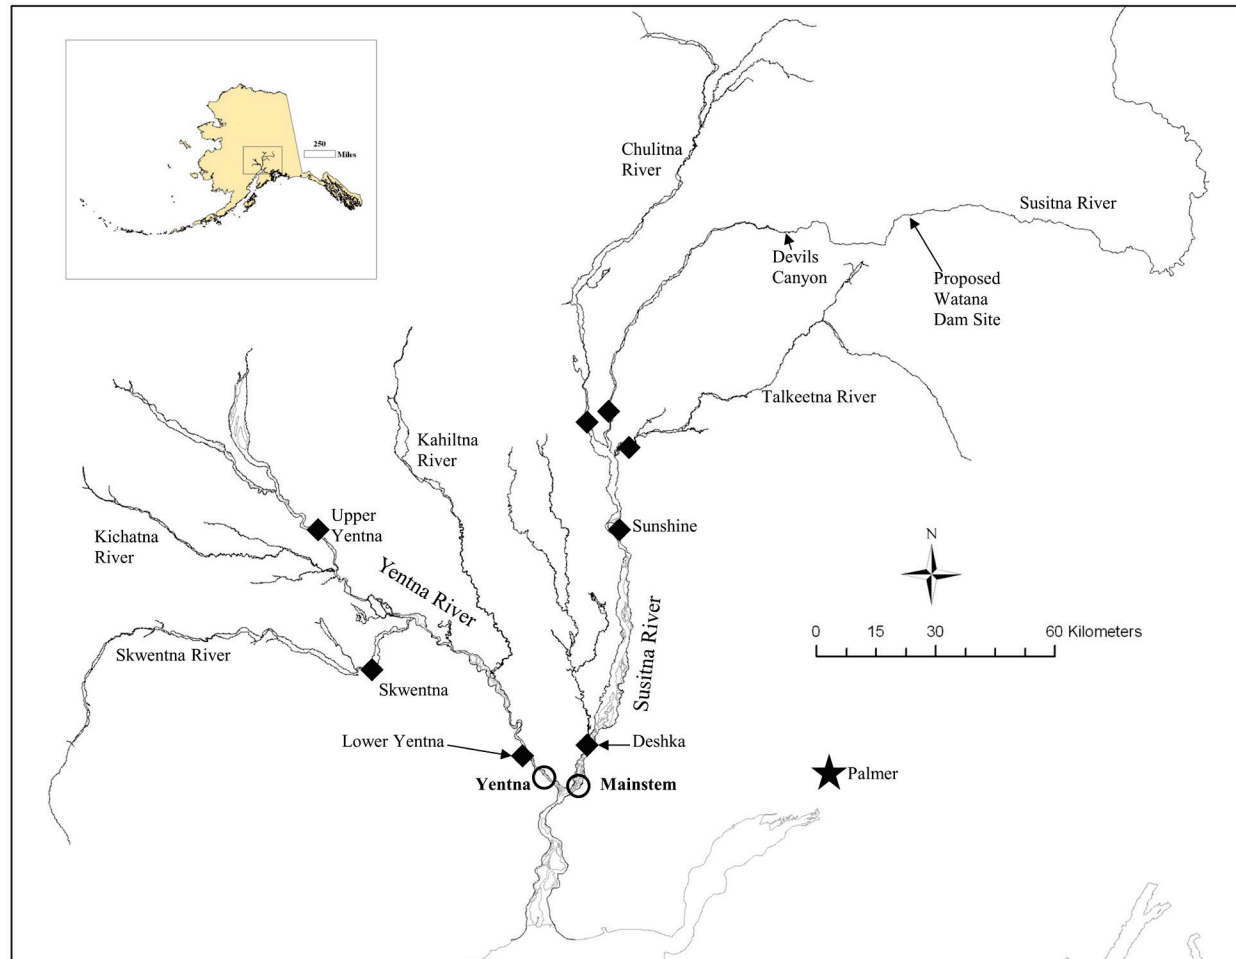 250
Miles
Chulitna
River
Susitna River
Devils
Canyon
Proposed
Watana
Dam Site
Talkeetna River
Kahiltna
River
Upper
Yentna
Sunshine
Kichatna
River
N
Yentna River
Susitna River
0 15 30 60 Kilometers
Skwentna River
Skwentna
Lower Yentna
Deshka
Palmer
Yentna
Mainstem